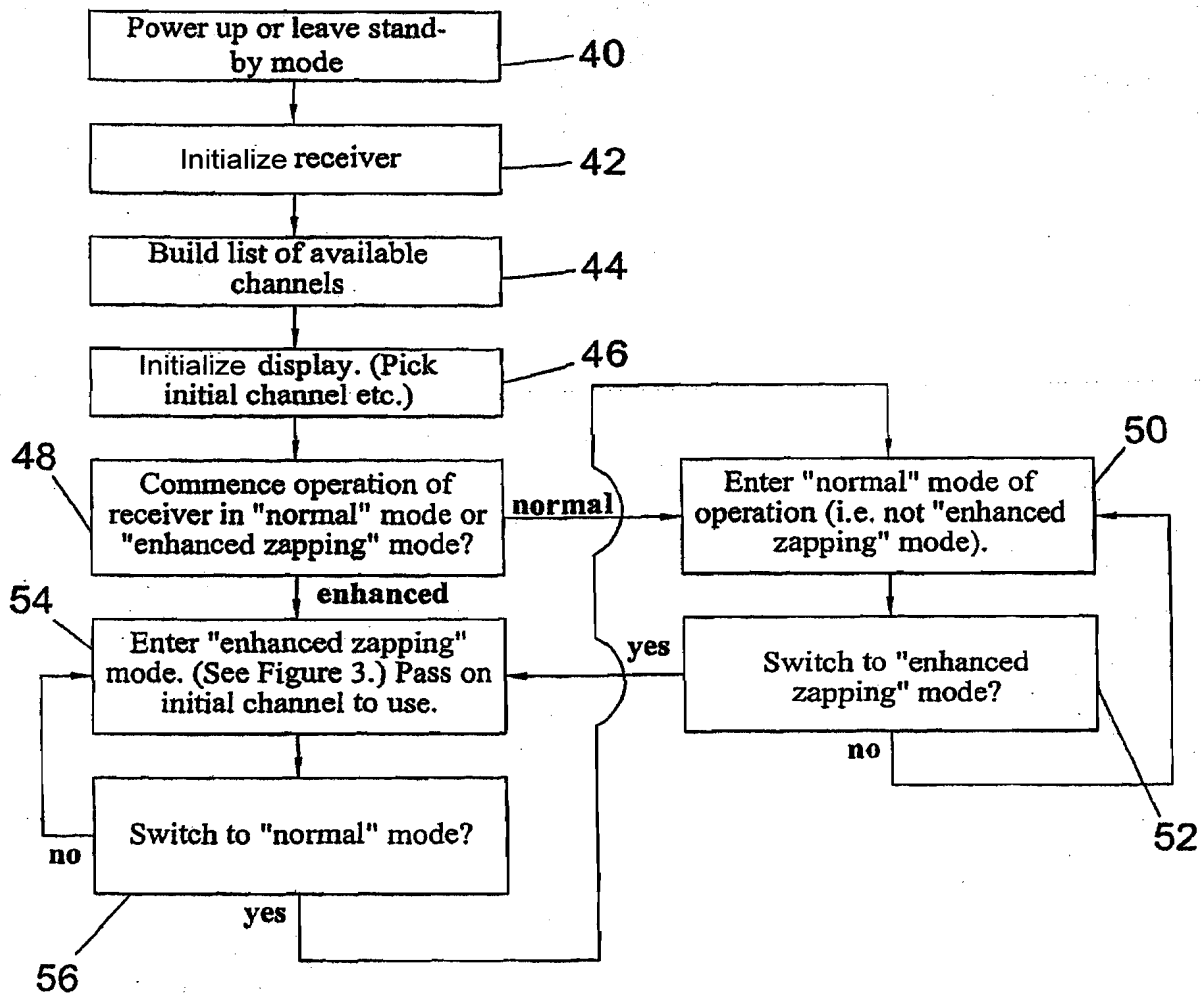 Power up or leave stand-
by mode
40
Initialize receiver
42
Build list of available
channels
44
Initialize display. (Pick
initial channel etc.)
46
48
Commence operation of
receiver in "normal" mode or
"enhanced zapping" mode?
normal
enhanced
50
Enter "normal" mode of
operation (i.e. not "enhanced
zapping" mode).
54
Enter "enhanced zapping"
mode. (See Figure 3.) Pass on
initial channel to use.
yes
Switch to "enhanced
zapping" mode?
no
52
Switch to "normal" mode?
no
yes
56